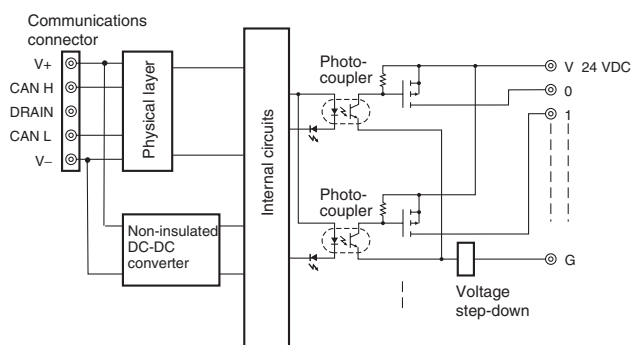 Communications
connector
V+
CAN H
DRAIN
CAN L
V−
Physical layer
Non-insulated
DC-DC
converter
Internal circuits
Photo-
coupler
Photo-
coupler
V 24 VDC
0
1
G
Voltage
step-down